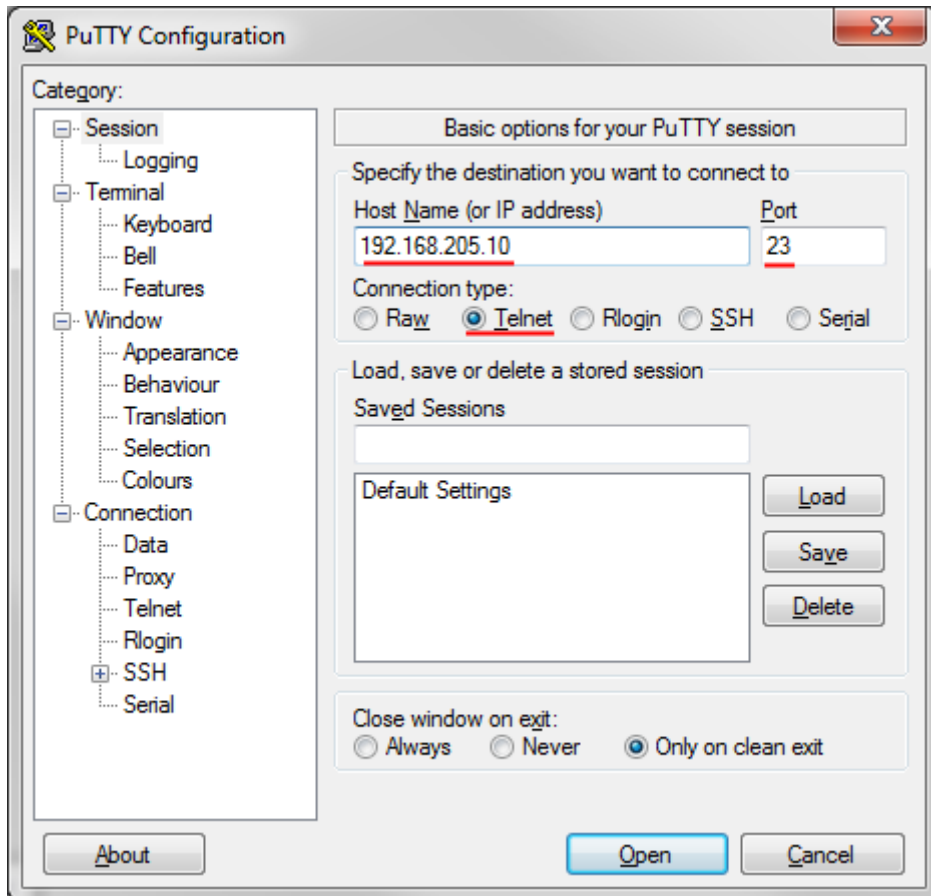 PuTTY Configuration
Category:
Session
Logging
Terminal
Keyboard
Bell
Features
Window
Appearance
Behaviour
Translation
Selection
Colours
Connection
Data
Proxy
Telnet
Rlogin
SSH
Serial
Basic options for your PuTTY session
Specify the destination you want to connect to
Host Name (or IP address) Port
192.168.205.10 23
Connection type:
Raw Telnet Rlogin SSH Serial
Load, save or delete a stored session
Saved Sessions
Default Settings
Load
Save
Delete
Close window on exit:
Always Never Only on clean exit
About Open Cancel